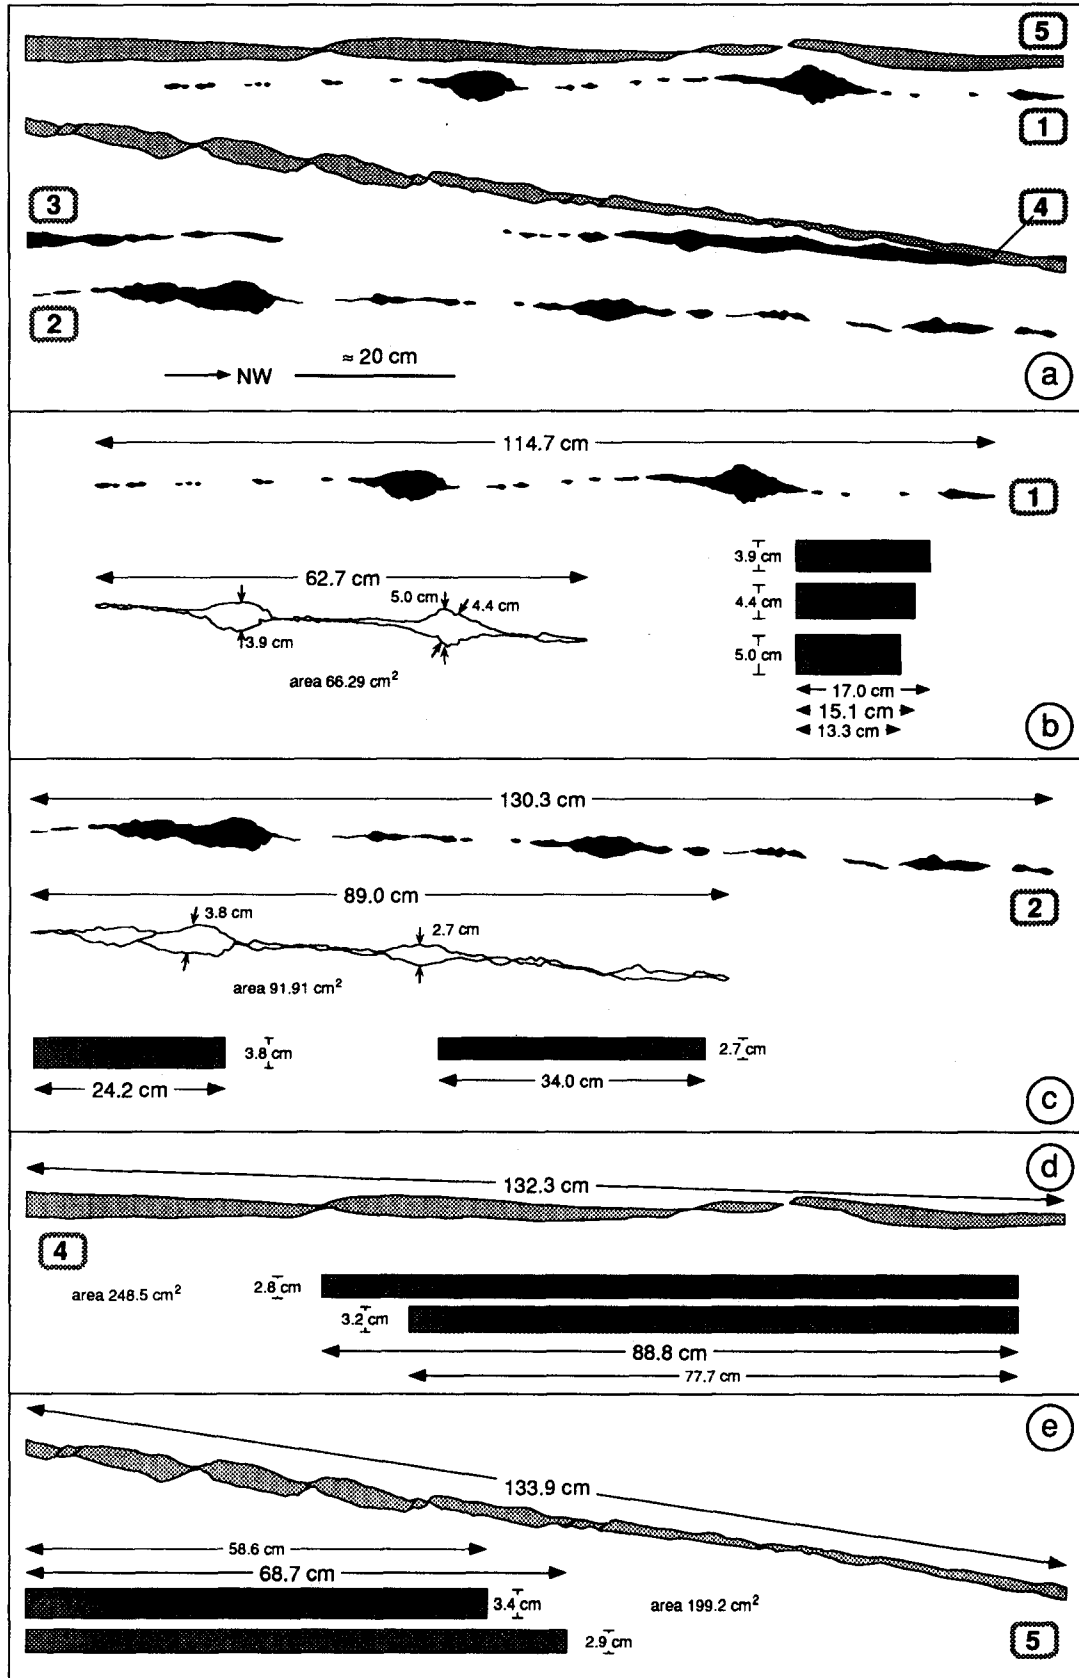 5
1
3
4
2
≈ 20 cm
NW
a
114.7 cm
1
3.9 cm
62.7 cm
5.0 cm
4.4 cm
4.4 cm
3.9 cm
5.0 cm
area 66.29 cm²
17.0 cm
15.1 cm
13.3 cm
b
130.3 cm
89.0 cm
2
3.8 cm
2.7 cm
area 91.91 cm²
3.8 cm
2.7 cm
24.2 cm
34.0 cm
c
d
132.3 cm
4
area 248.5 cm²
2.8 cm
3.2 cm
88.8 cm
77.7 cm
e
133.9 cm
58.6 cm
68.7 cm
3.4 cm
area 199.2 cm²
2.9 cm
5